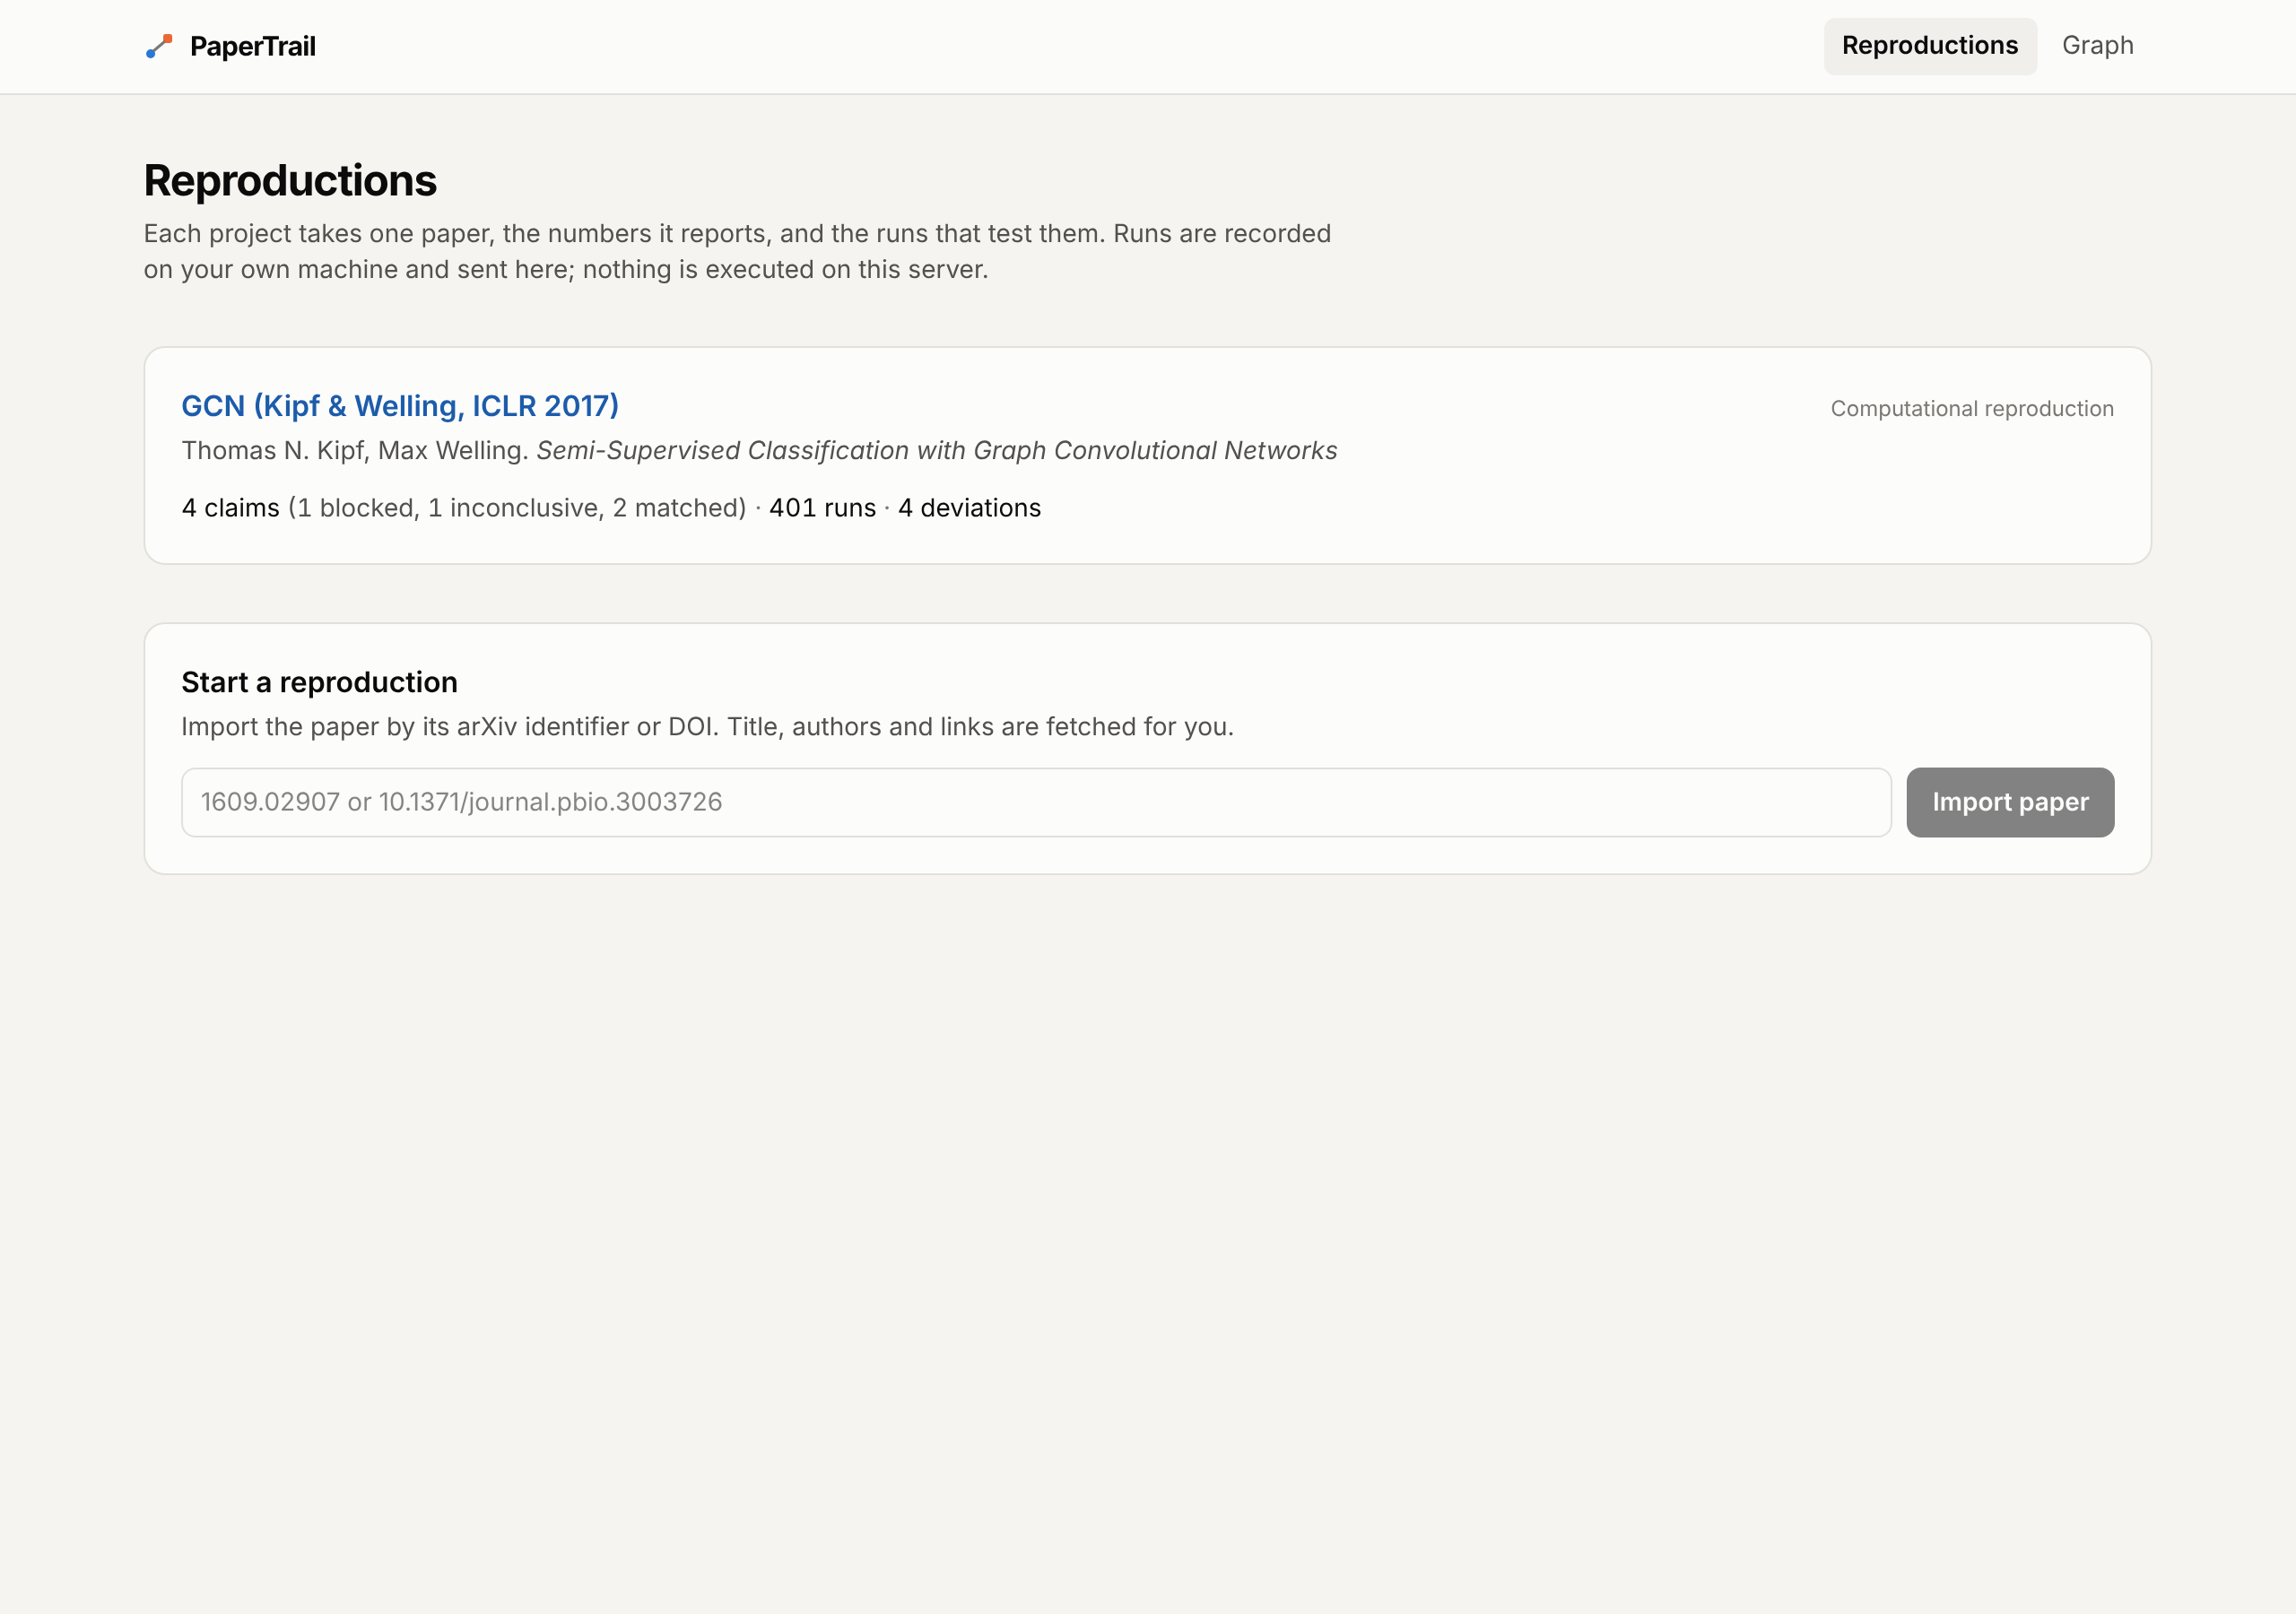 PaperTrail
Reproductions
Graph
Reproductions
Each project takes one paper, the numbers it reports, and the runs that test them. Runs are recorded
on your own machine and sent here; nothing is executed on this server.
GCN (Kipf & Welling, ICLR 2017)
Computational reproduction
Thomas N. Kipf, Max Welling. Semi-Supervised Classification with Graph Convolutional Networks
4 claims (1 blocked, 1 inconclusive, 2 matched) · 401 runs · 4 deviations
Start a reproduction
Import the paper by its arXiv identifier or DOI. Title, authors and links are fetched for you.
1609.02907 or 10.1371/journal.pbio.3003726
Import paper